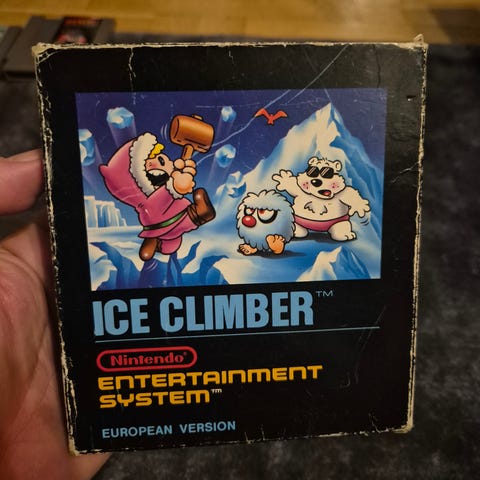 ICE CLIMBER™
Nintendo®
ENTERTAINMENT
SYSTEM™
EUROPEAN VERSION